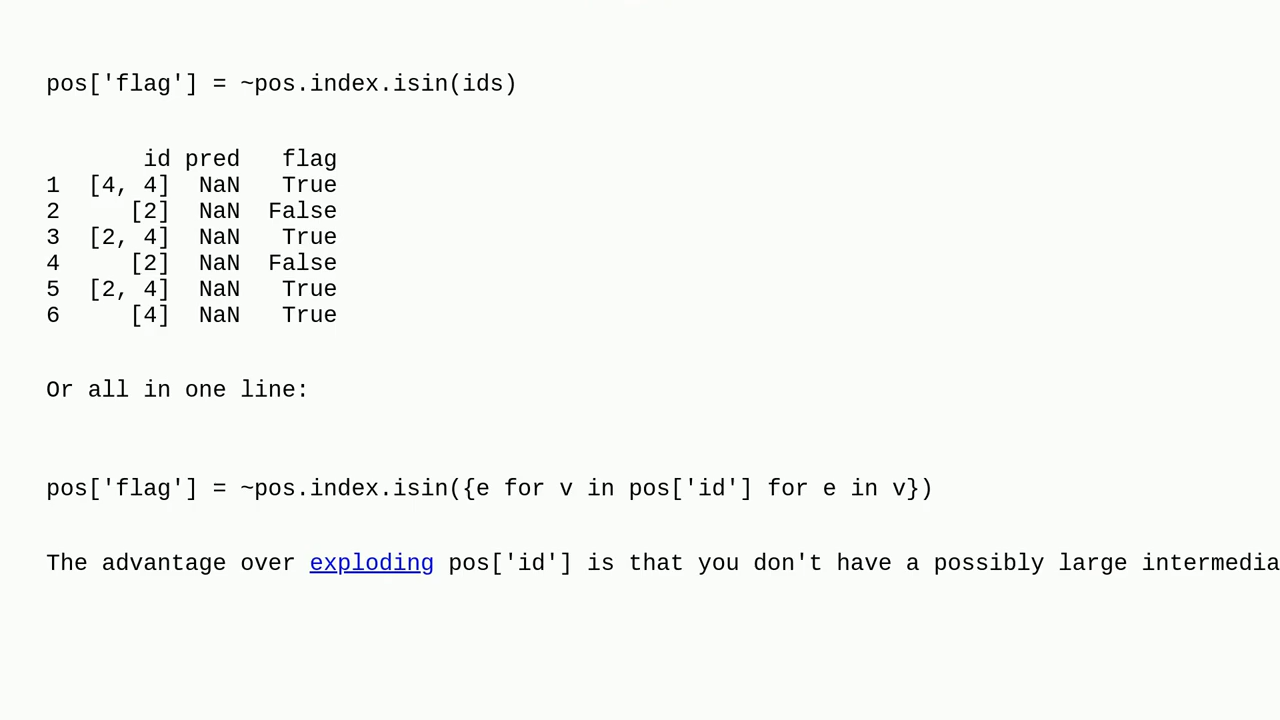 pos['flag'] = ~pos.index.isin(ids)
       id pred   flag
1  [4, 4]  NaN   True
2     [2]  NaN  False
3  [2, 4]  NaN   True
4     [2]  NaN  False
5  [2, 4]  NaN   True
6     [4]  NaN   True
Or all in one line:
pos['flag'] = ~pos.index.isin({e for v in pos['id'] for e in v})
The advantage over exploding pos['id'] is that you don't have a possibly large